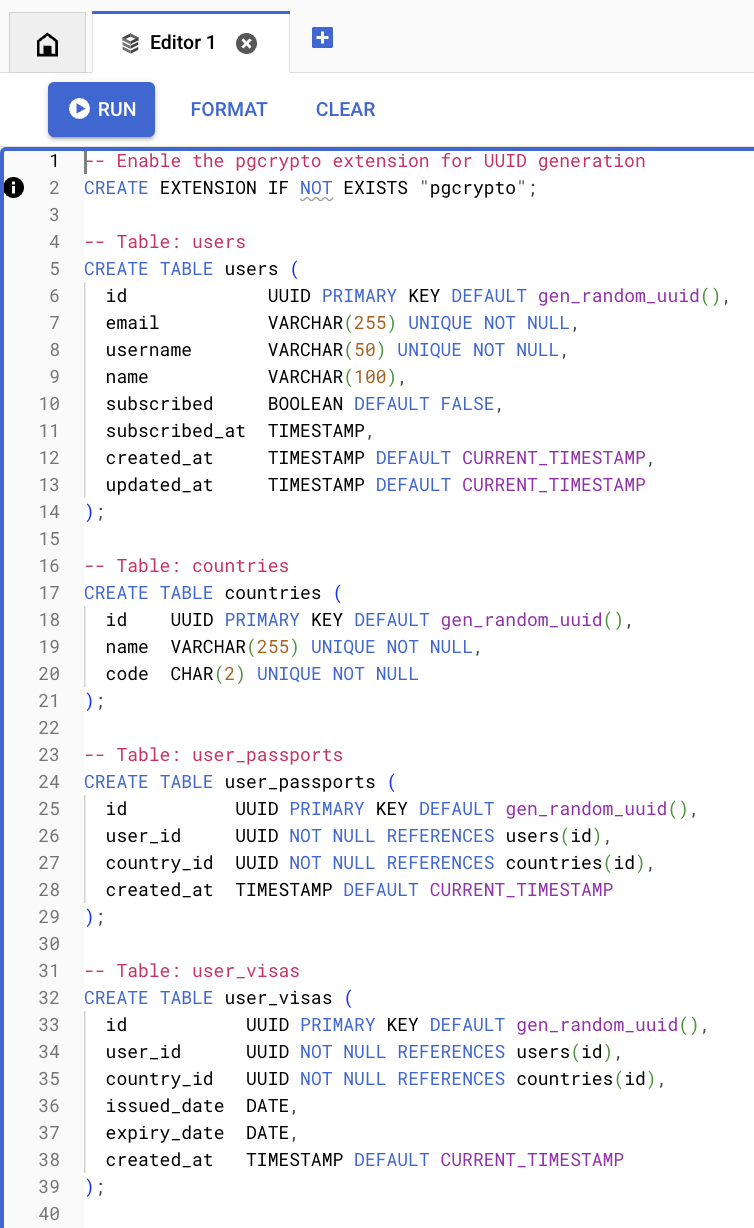 Editor 1
RUN FORMAT CLEAR
1 -- Enable the pgcrypto extension for UUID generation
2 CREATE EXTENSION IF NOT EXISTS "pgcrypto";
3
4 -- Table: users
5 CREATE TABLE users (
6   id             UUID PRIMARY KEY DEFAULT gen_random_uuid(),
7   email          VARCHAR(255) UNIQUE NOT NULL,
8   username       VARCHAR(50) UNIQUE NOT NULL,
9   name           VARCHAR(100),
10   subscribed     BOOLEAN DEFAULT FALSE,
11   subscribed_at  TIMESTAMP,
12   created_at     TIMESTAMP DEFAULT CURRENT_TIMESTAMP,
13   updated_at     TIMESTAMP DEFAULT CURRENT_TIMESTAMP
14 );
15
16 -- Table: countries
17 CREATE TABLE countries (
18   id    UUID PRIMARY KEY DEFAULT gen_random_uuid(),
19   name  VARCHAR(255) UNIQUE NOT NULL,
20   code  CHAR(2) UNIQUE NOT NULL
21 );
22
23 -- Table: user_passports
24 CREATE TABLE user_passports (
25   id          UUID PRIMARY KEY DEFAULT gen_random_uuid(),
26   user_id     UUID NOT NULL REFERENCES users(id),
27   country_id  UUID NOT NULL REFERENCES countries(id),
28   created_at  TIMESTAMP DEFAULT CURRENT_TIMESTAMP
29 );
30
31 -- Table: user_visas
32 CREATE TABLE user_visas (
33   id           UUID PRIMARY KEY DEFAULT gen_random_uuid(),
34   user_id      UUID NOT NULL REFERENCES users(id),
35   country_id   UUID NOT NULL REFERENCES countries(id),
36   issued_date  DATE,
37   expiry_date  DATE,
38   created_at   TIMESTAMP DEFAULT CURRENT_TIMESTAMP
39 );
40